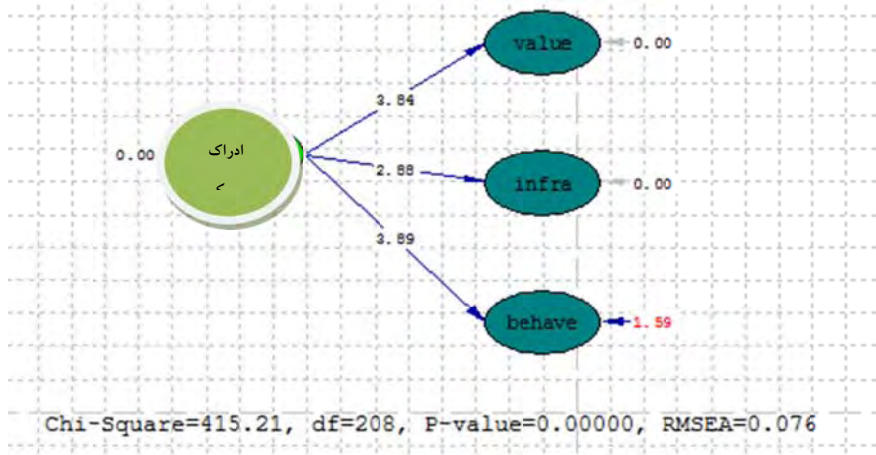 value
0.00
3.84
0.00
ادراک
2.88
infra
0.00
3.89
behave
1.59
Chi-Square=415.21, df=208, P-value=0.00000, RMSEA=0.076